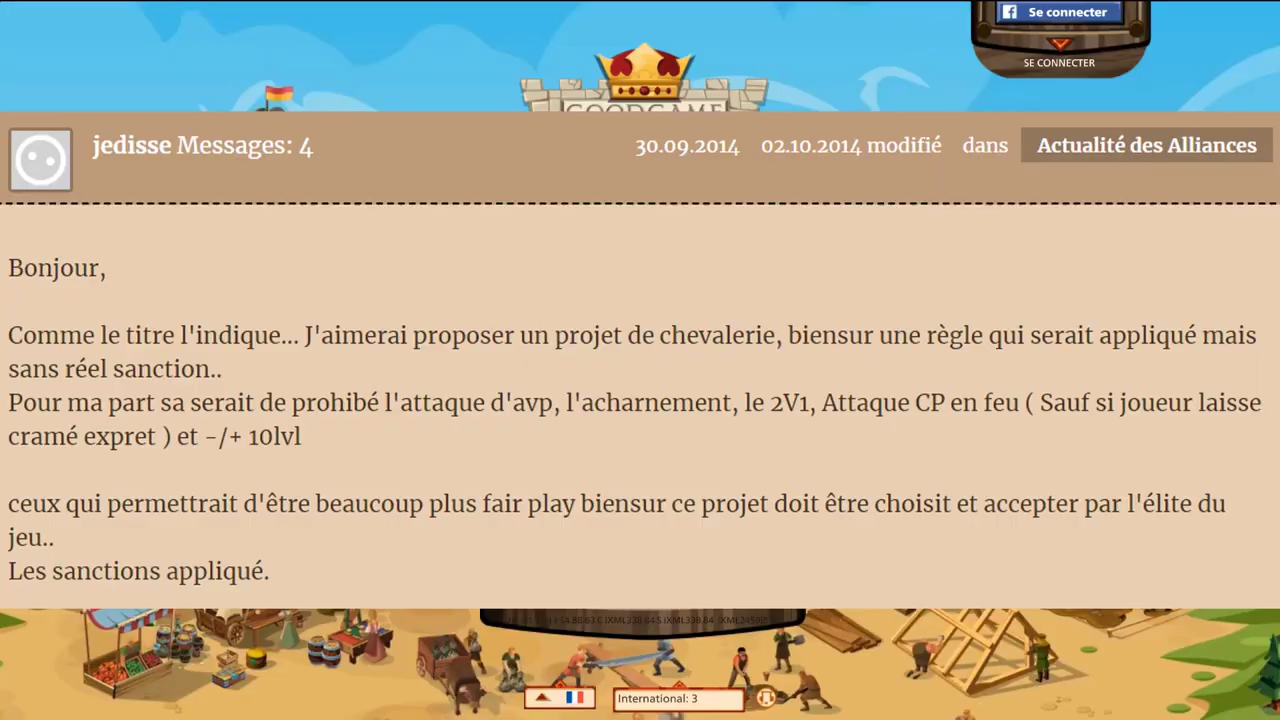 Se connecter
SE CONNECTER
GOODGAME
jedisse Messages: 4
30.09.2014 02.10.2014 modifié dans Actualité des Alliances
Bonjour,
Comme le titre l'indique... J'aimerai proposer un projet de chevalerie, biensur une règle qui serait appliqué mais
sans réel sanction..
Pour ma part sa serait de prohibé l'attaque d'avp, l'acharnement, le 2V1, Attaque CP en feu ( Sauf si joueur laisse
cramé expret ) et -/+ 10lvl
ceux qui permettrait d'être beaucoup plus fair play biensur ce projet doit être choisit et accepter par l'élite du
jeu..
Les sanctions appliqué.
International: 3